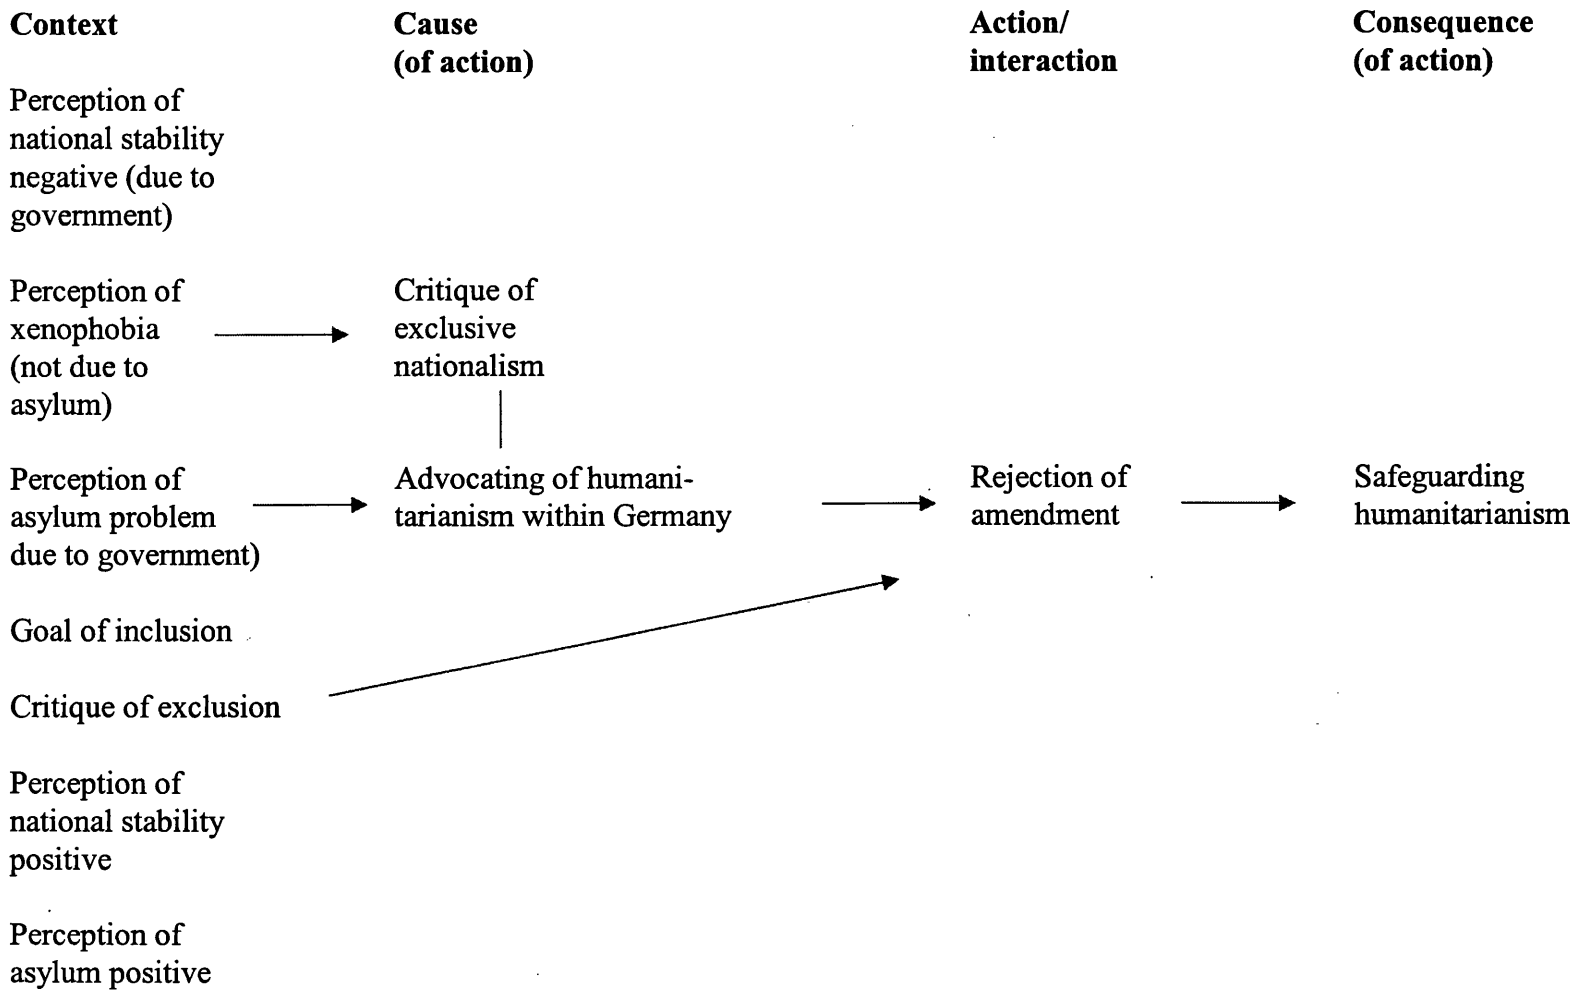 Context
Cause
(of action)
Action/
interaction
Consequence
(of action)
Perception of
national stability
negative (due to
government)
Perception of
xenophobia
(not due to
asylum)
Critique of
exclusive
nationalism
Perception of
asylum problem
due to government)
Advocating of humani-
tarianism within Germany
Rejection of
amendment
Safeguarding
humanitarianism
Goal of inclusion
Critique of exclusion
Perception of
national stability
positive
Perception of
asylum positive